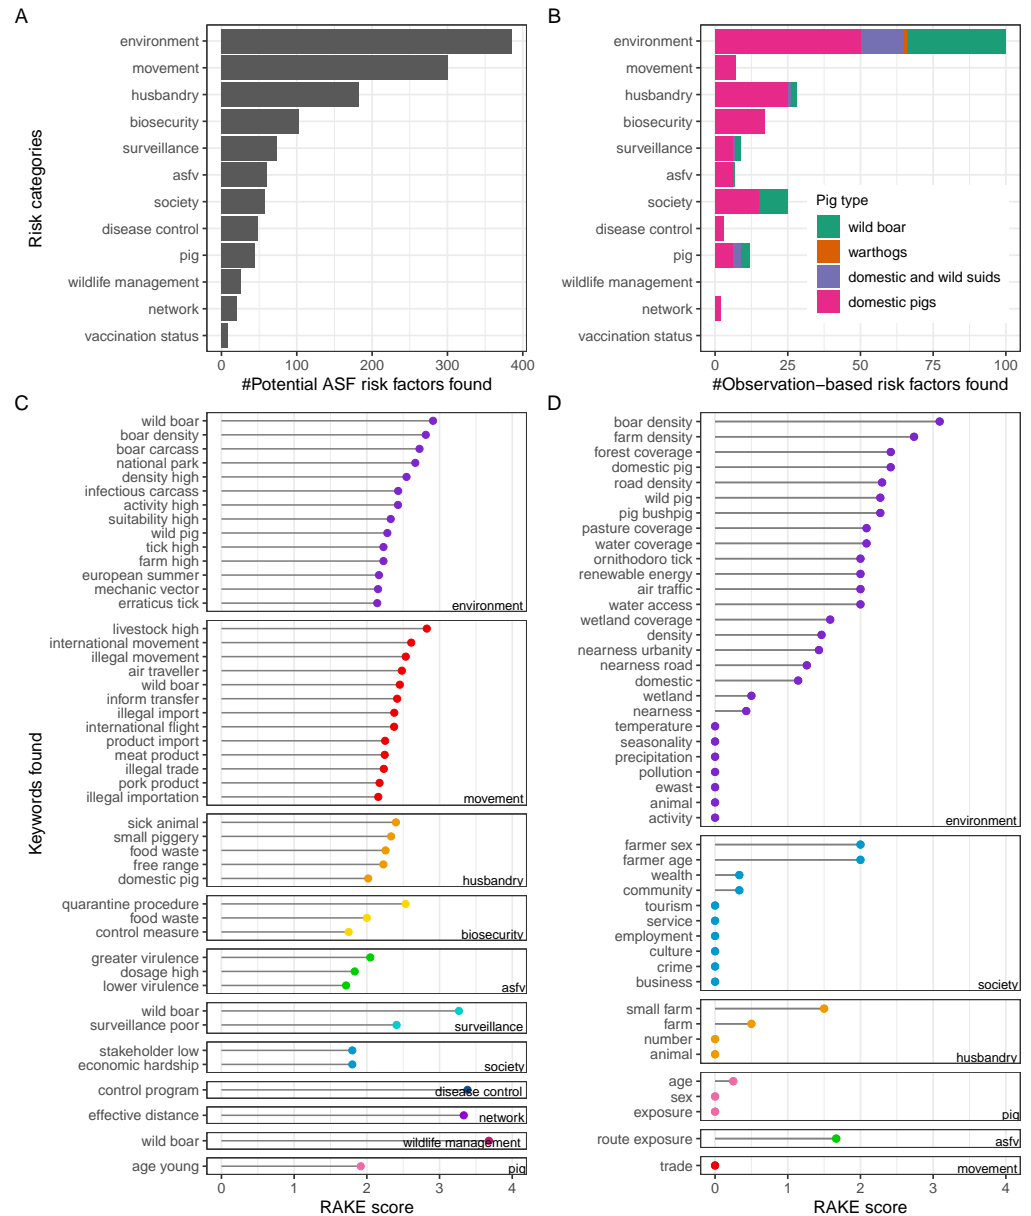 A
Risk categories
environment
movement
husbandry
biosecurity
surveillance
asfv
society
disease control
pig
wildlife management
network
vaccination status
0 100 200 300 400
#Potential ASF risk factors found
B
environment
movement
husbandry
biosecurity
surveillance
asfv
society
disease control
pig
wildlife management
network
vaccination status
Pig type
wild boar
warthogs
domestic and wild suids
domestic pigs
0 25 50 75 100
#Observation−based risk factors found
C
Keywords found
wild boar
boar density
boar carcass
national park
density high
infectious carcass
activity high
suitability high
wild pig
tick high
farm high
european summer
mechanic vector
erraticus tick
environment
livestock high
international movement
illegal movement
air traveller
wild boar
inform transfer
illegal import
international flight
product import
meat product
illegal trade
pork product
illegal importation
movement
sick animal
small piggery
food waste
free range
domestic pig
husbandry
quarantine procedure
food waste
control measure
biosecurity
greater virulence
dosage high
lower virulence
asfv
wild boar
surveillance poor
surveillance
stakeholder low
economic hardship
society
control program
disease control
effective distance
network
wild boar
wildlife management
age young
pig
0 1 2 3 4
RAKE score
D
boar density
farm density
forest coverage
domestic pig
road density
wild pig
pig bushpig
pasture coverage
water coverage
ornithodoro tick
renewable energy
air traffic
water access
wetland coverage
density
nearness urbanity
nearness road
domestic
wetland
nearness
temperature
seasonality
precipitation
pollution
ewast
animal
activity
environment
farmer sex
farmer age
wealth
community
tourism
service
employment
culture
crime
business
society
small farm
farm
number
animal
husbandry
age
sex
exposure
pig
route exposure
asfv
trade
movement
0 1 2 3 4
RAKE score